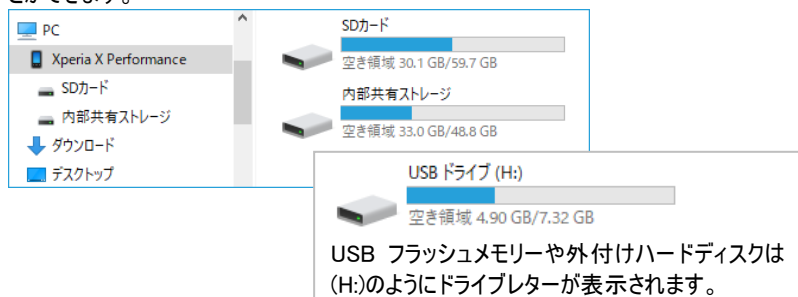 PC
Xperia X Performance
SDカード
内部共有ストレージ
ダウンロード
デスクトップ
SDカード
空き領域 30.1 GB/59.7 GB
内部共有ストレージ
空き領域 33.0 GB/48.8 GB
USB ドライブ (H:)
空き領域 4.90 GB/7.32 GB
USB フラッシュメモリーや外付けハードディスクは
(H:)のようにドライブレターが表示されます。